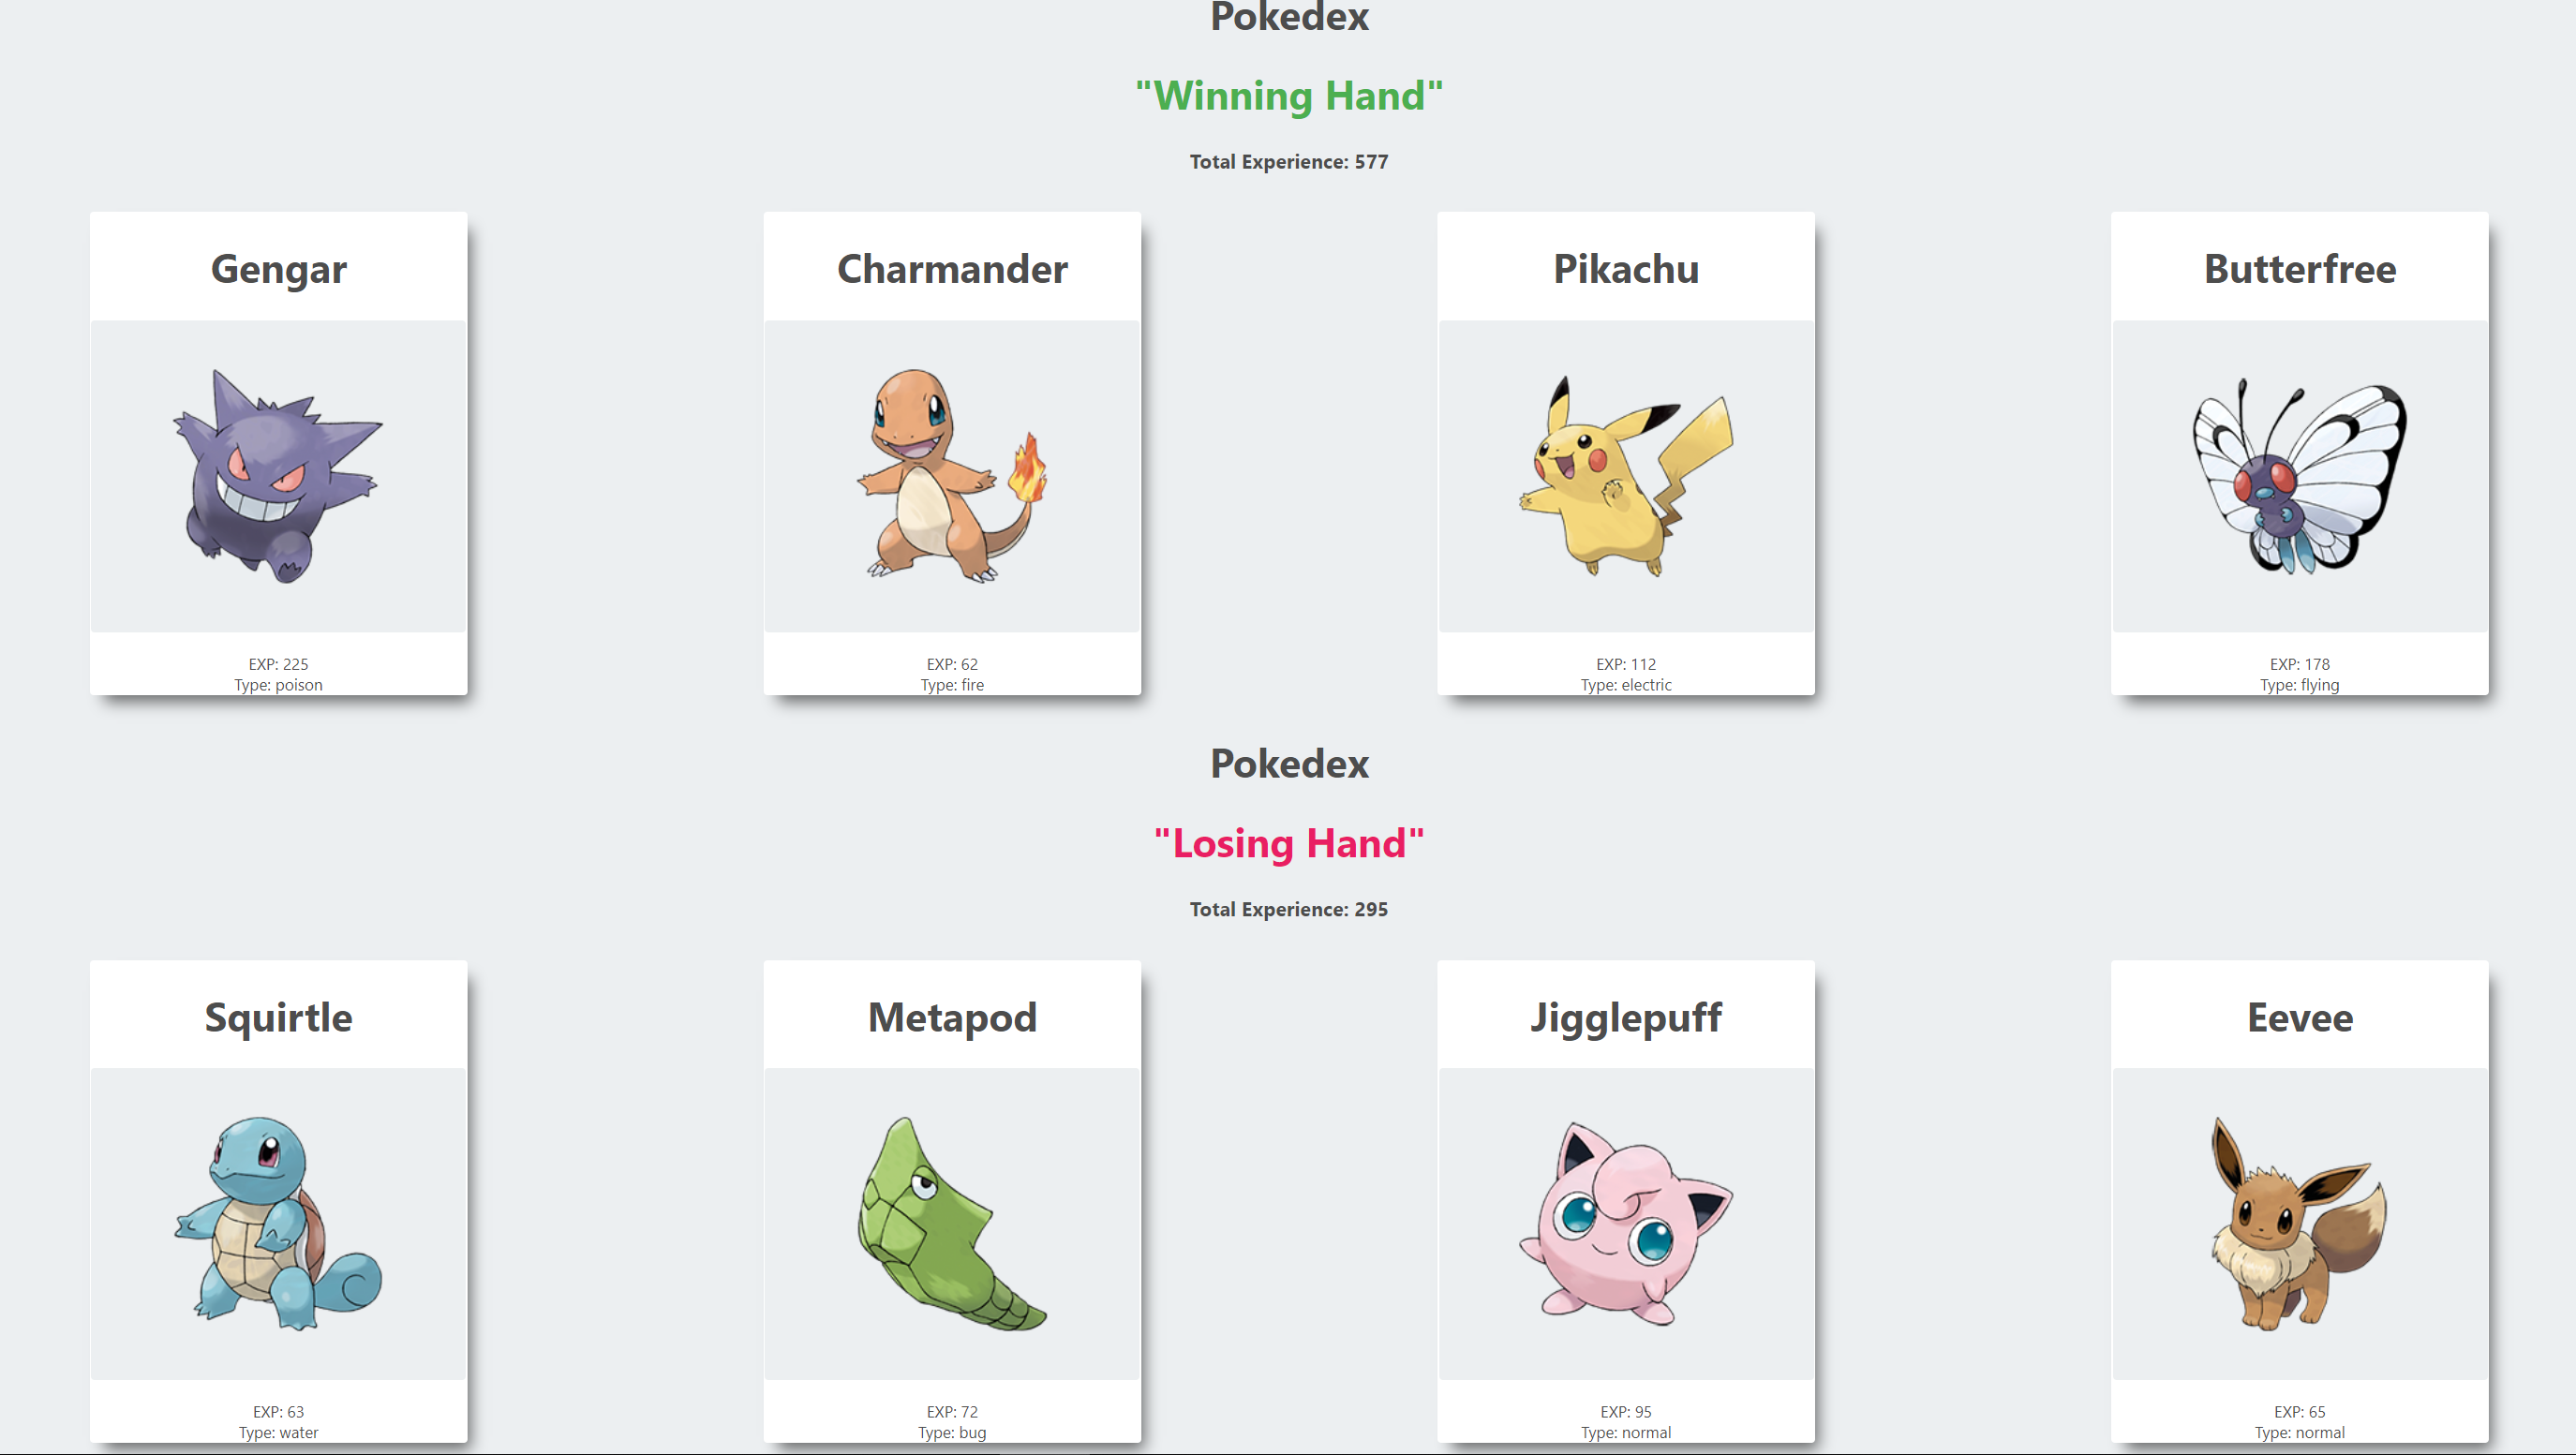 Pokedex
"Winning Hand"
Total Experience: 577
Gengar
EXP: 225
Type: poison
Charmander
EXP: 62
Type: fire
Pikachu
EXP: 112
Type: electric
Butterfree
EXP: 178
Type: flying
Pokedex
"Losing Hand"
Total Experience: 295
Squirtle
EXP: 63
Type: water
Metapod
EXP: 72
Type: bug
Jigglepuff
EXP: 95
Type: normal
Eevee
EXP: 65
Type: normal